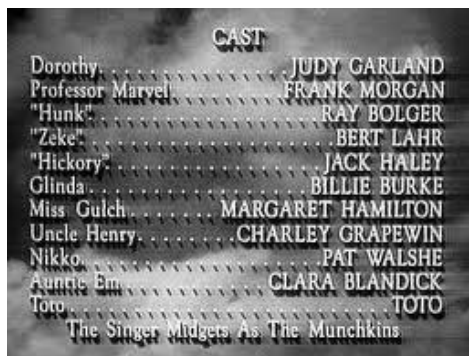 CAST
Dorothy. . . . . . . . . . . . . . . . . JUDY GARLAND
Professor Marvel. . . . . . . . . . . . FRANK MORGAN
"Hunk". . . . . . . . . . . . . . . . . . . . RAY BOLGER
"Zeke". . . . . . . . . . . . . . . . . . . . . BERT LAHR
"Hickory". . . . . . . . . . . . . . . . . . . JACK HALEY
Glinda . . . . . . . . . . . . . . . . . . . BILLIE BURKE
Miss Gulch . . . . . . . . MARGARET HAMILTON
Uncle Henry. . . . . . . . . CHARLEY GRAPEWIN
Nikko. . . . . . . . . . . . . . . . . . . . . PAT WALSHE
Auntie Em . . . . . . . . . . . . . CLARA BLANDICK
Toto. . . . . . . . . . . . . . . . . . . . . . . . . . . . TOTO
The Singer Midgets As The Munchkins